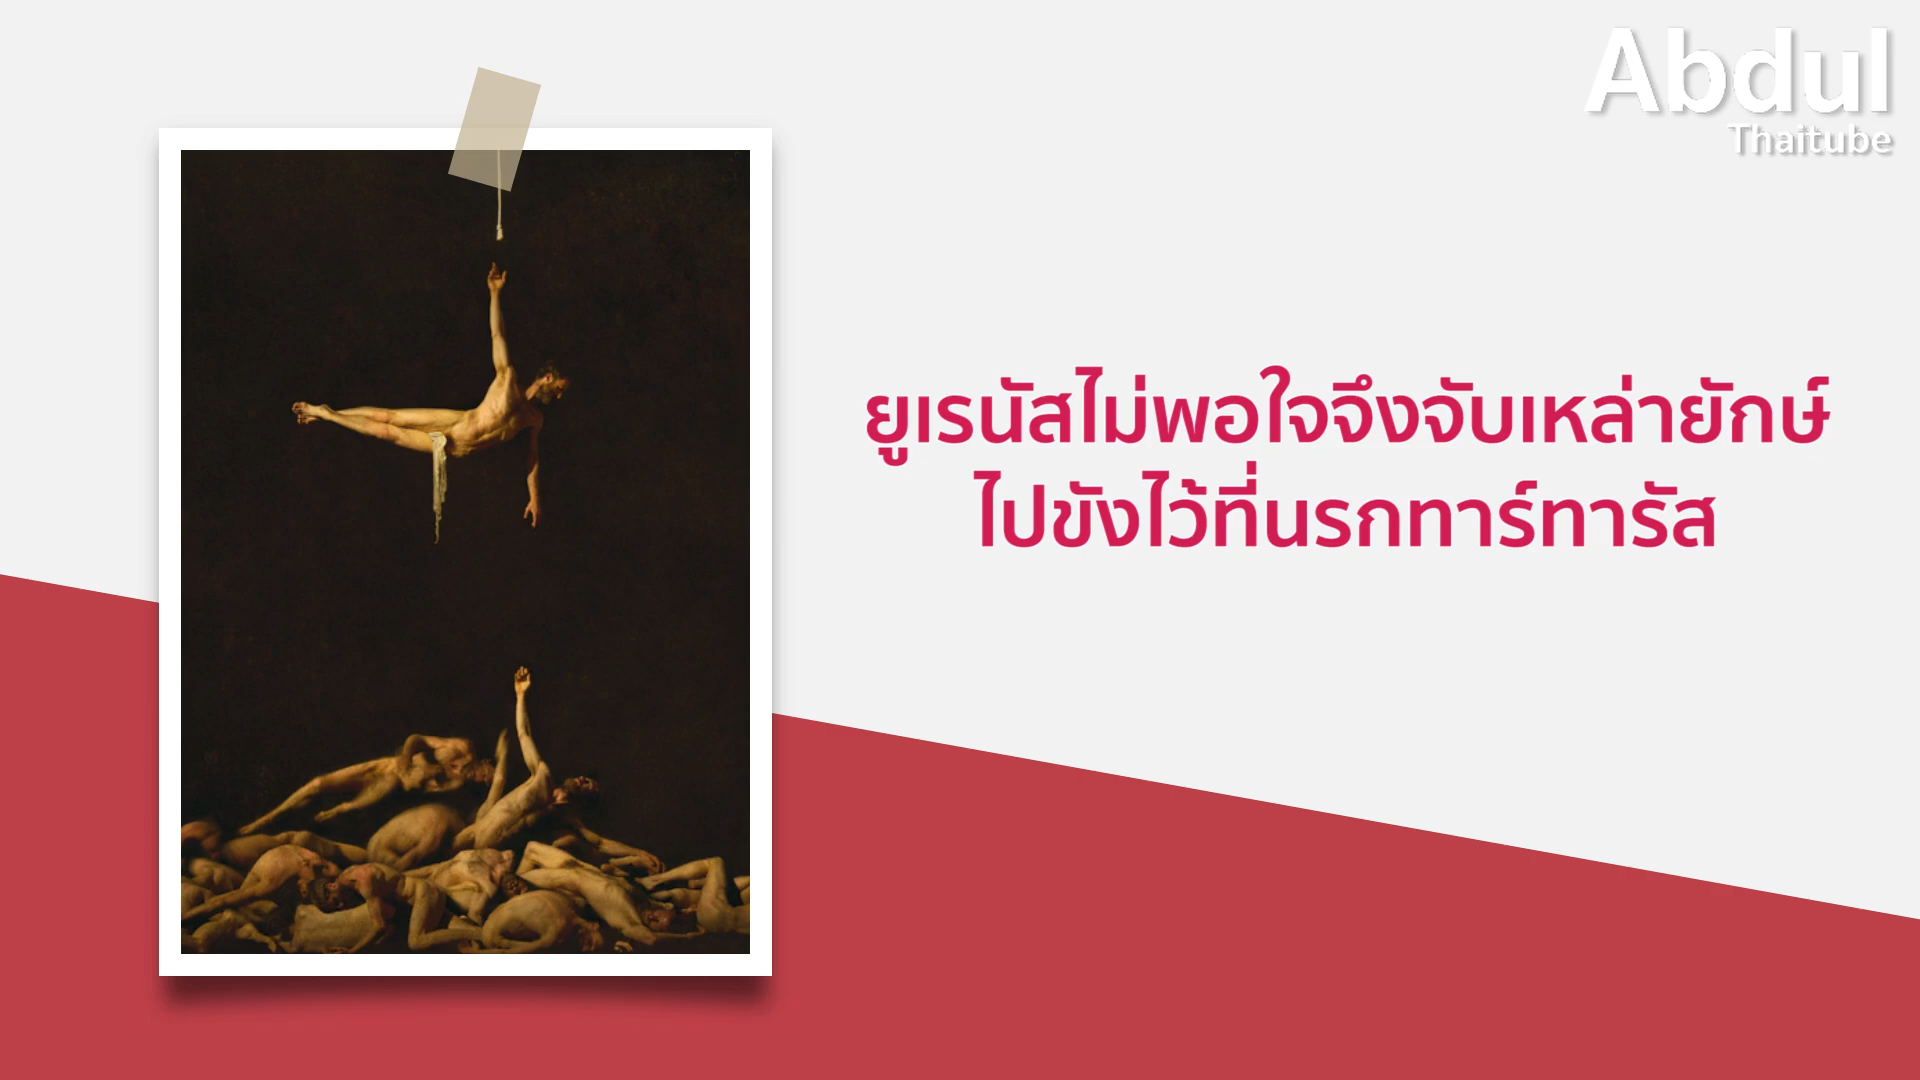 Abdul
Thaitube
ยูเรนัสไม่พอใจจึงจับเหล่ายักษ์
ไปขังไว้ที่นรกทาร์ทารัส